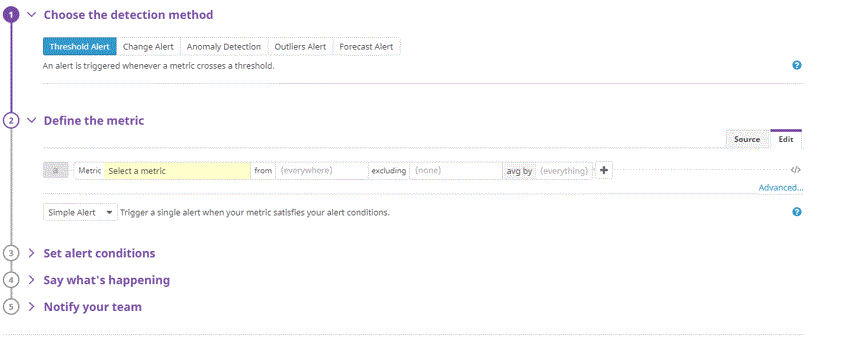 1 Choose the detection method
Threshold Alert Change Alert Anomaly Detection Outliers Alert Forecast Alert
An alert is triggered whenever a metric crosses a threshold. ?
2 Define the metric
Source Edit
a Metric Select a metric from (everywhere) excluding (none) avg by (everything) + </>
Advanced...
Simple Alert Trigger a single alert when your metric satisfies your alert conditions. ?
3 Set alert conditions
4 Say what's happening
5 Notify your team